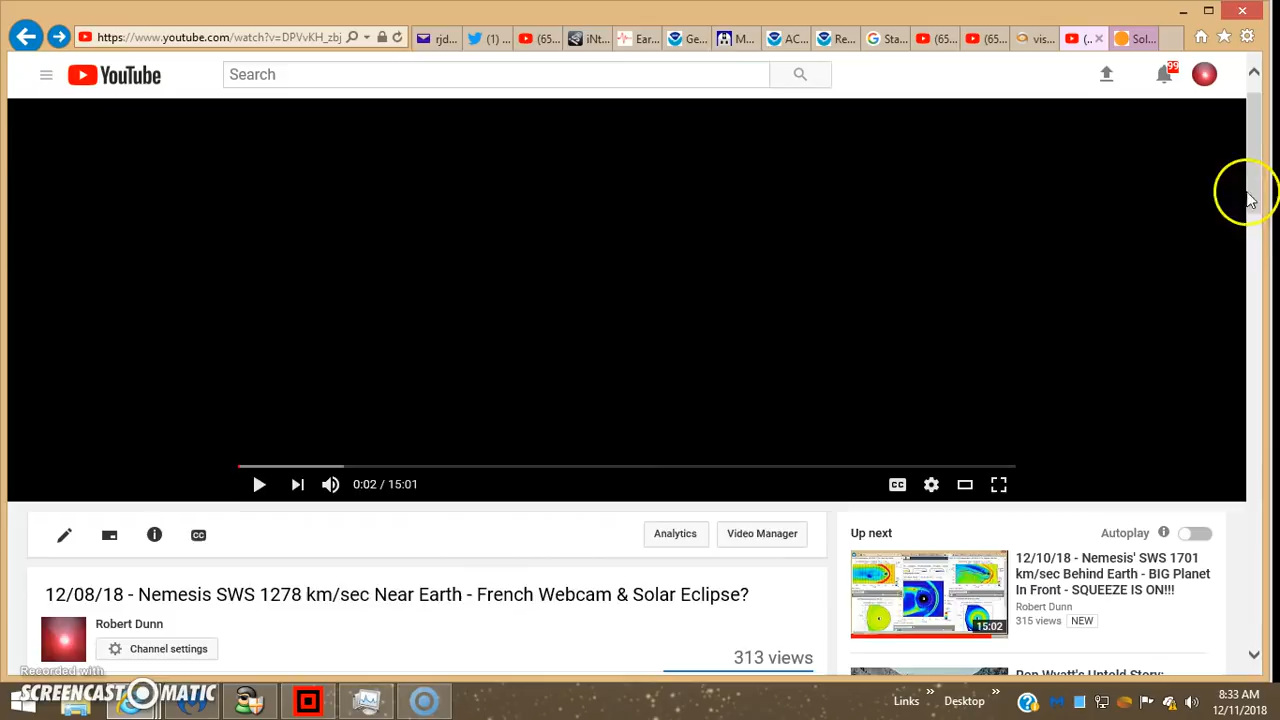 https://www.youtube.com/watch?v=DPVvKH_zbj
rjd...
(1) ...
(65...
iNt...
Ear...
Ge...
M...
AC...
Re...
Sta...
(65...
(65...
vis...
(...
Sol...
YouTube
Search
99
0:02 / 15:01
CC
Analytics
Video Manager
Up next
Autoplay
12/08/18 - Nemesis SWS 1278 km/sec Near Earth - French Webcam & Solar Eclipse?
Robert Dunn
Channel settings
313 views
12/10/18 - Nemesis' SWS 1701
km/sec Behind Earth - BIG Planet
In Front - SQUEEZE IS ON!!!
Robert Dunn
315 views NEW
15:02
Ron Wyatt's Untold Story:
Recorded with
SCREENCAST-O-MATIC
Links
Desktop
8:33 AM
12/11/2018